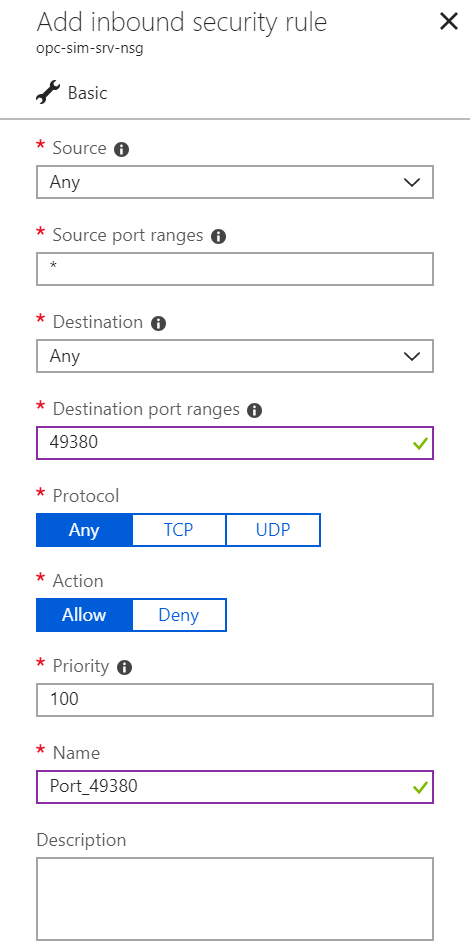 Add inbound security rule
opc-sim-srv-nsg
Basic
* Source
Any
* Source port ranges
*
* Destination
Any
* Destination port ranges
49380
* Protocol
Any TCP UDP
* Action
Allow Deny
* Priority
100
* Name
Port_49380
Description